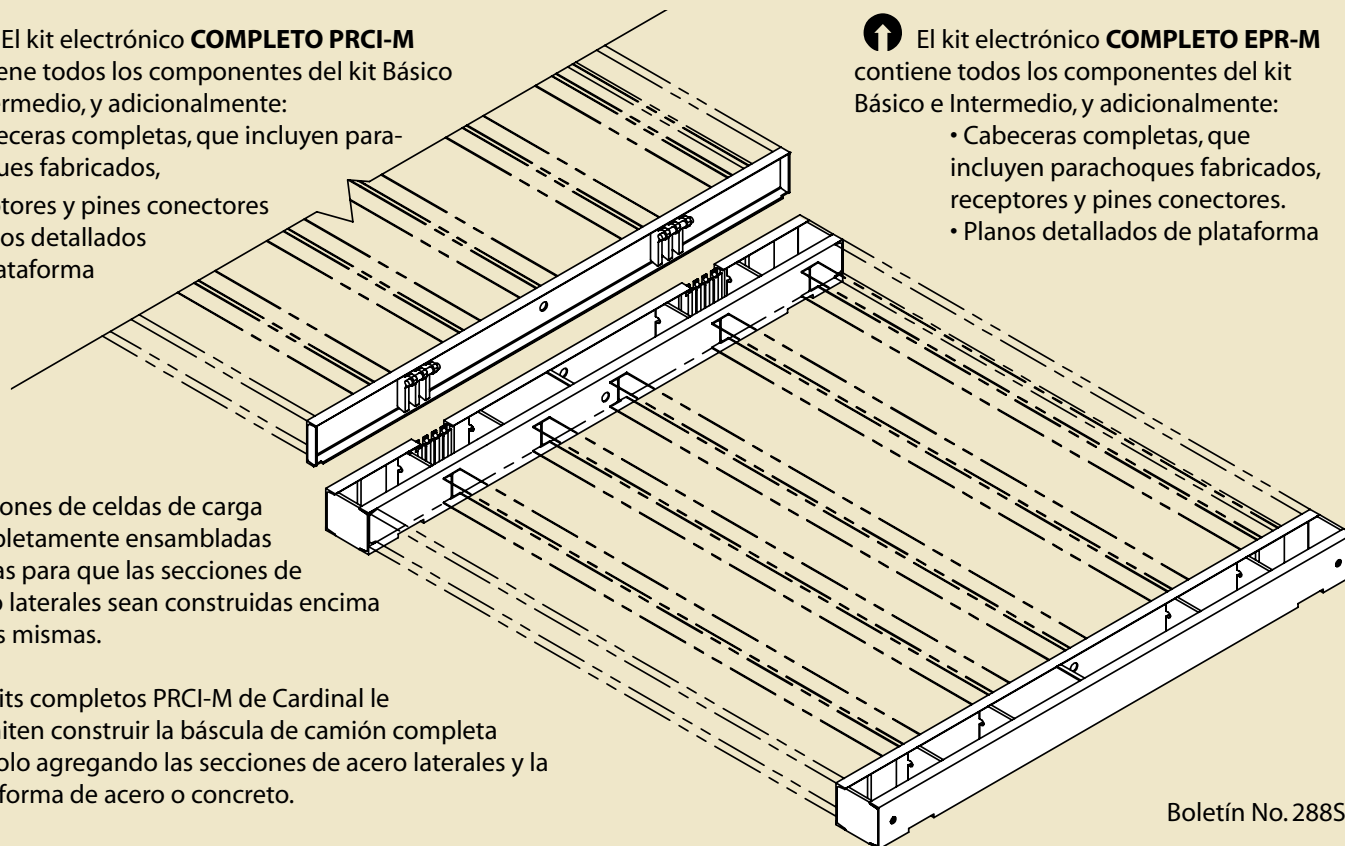 El kit electrónico COMPLETO PRCI-M
ene todos los componentes del kit Básico
ermedio, y adicionalmente:
eceras completas, que incluyen para-
ues fabricados,
tores y pines conectores
os detallados
ataforma
El kit electrónico COMPLETO EPR-M
contiene todos los componentes del kit
Básico e Intermedio, y adicionalmente:
• Cabeceras completas, que
incluyen parachoques fabricados,
receptores y pines conectores.
• Planos detallados de plataforma
ones de celdas de carga
pletamente ensambladas
as para que las secciones de
o laterales sean construidas encima
s mismas.
its completos PRCI-M de Cardinal le
iten construir la báscula de camión completa
olo agregando las secciones de acero laterales y la
forma de acero o concreto.
Boletín No. 288S